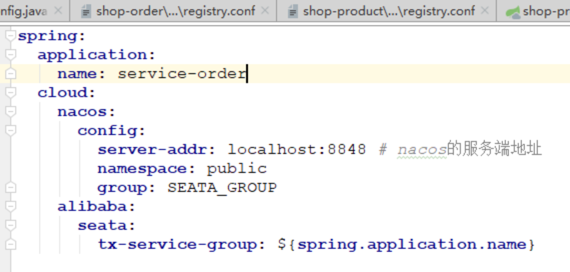 nfig.java × shop-order\...\registry.conf × shop-product\...\registry.conf × shop-pr
spring:
  application:
    name: service-order
  cloud:
    nacos:
      config:
        server-addr: localhost:8848 # nacos的服务端地址
        namespace: public
        group: SEATA_GROUP
    alibaba:
      seata:
        tx-service-group: ${spring.application.name}